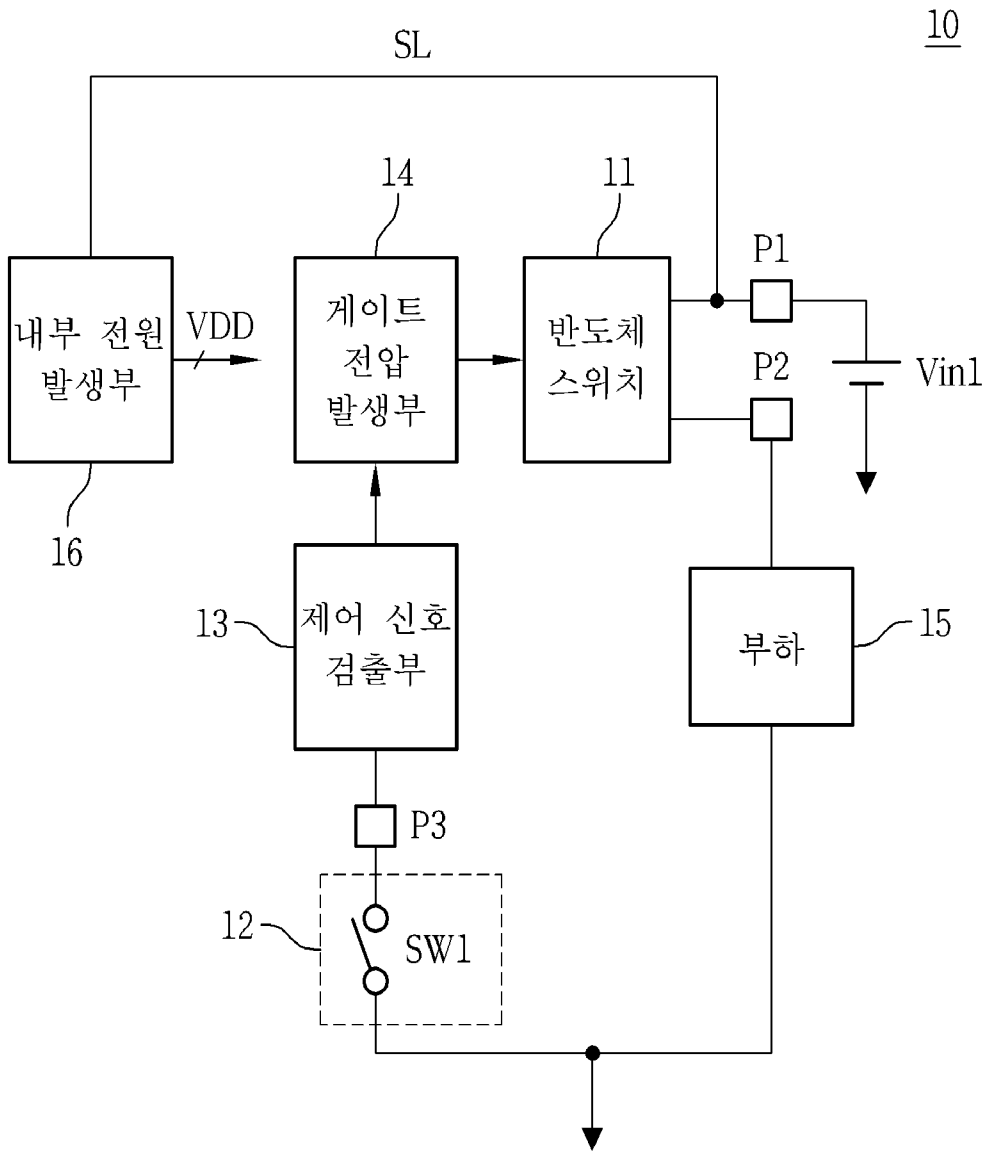 10
SL
14
11
P1
내부 전원
발생부
VDD
게이트
전압
발생부
반도체
스위치
P2
Vin1
16
13
제어 신호
검출부
부하
15
P3
12
SW1